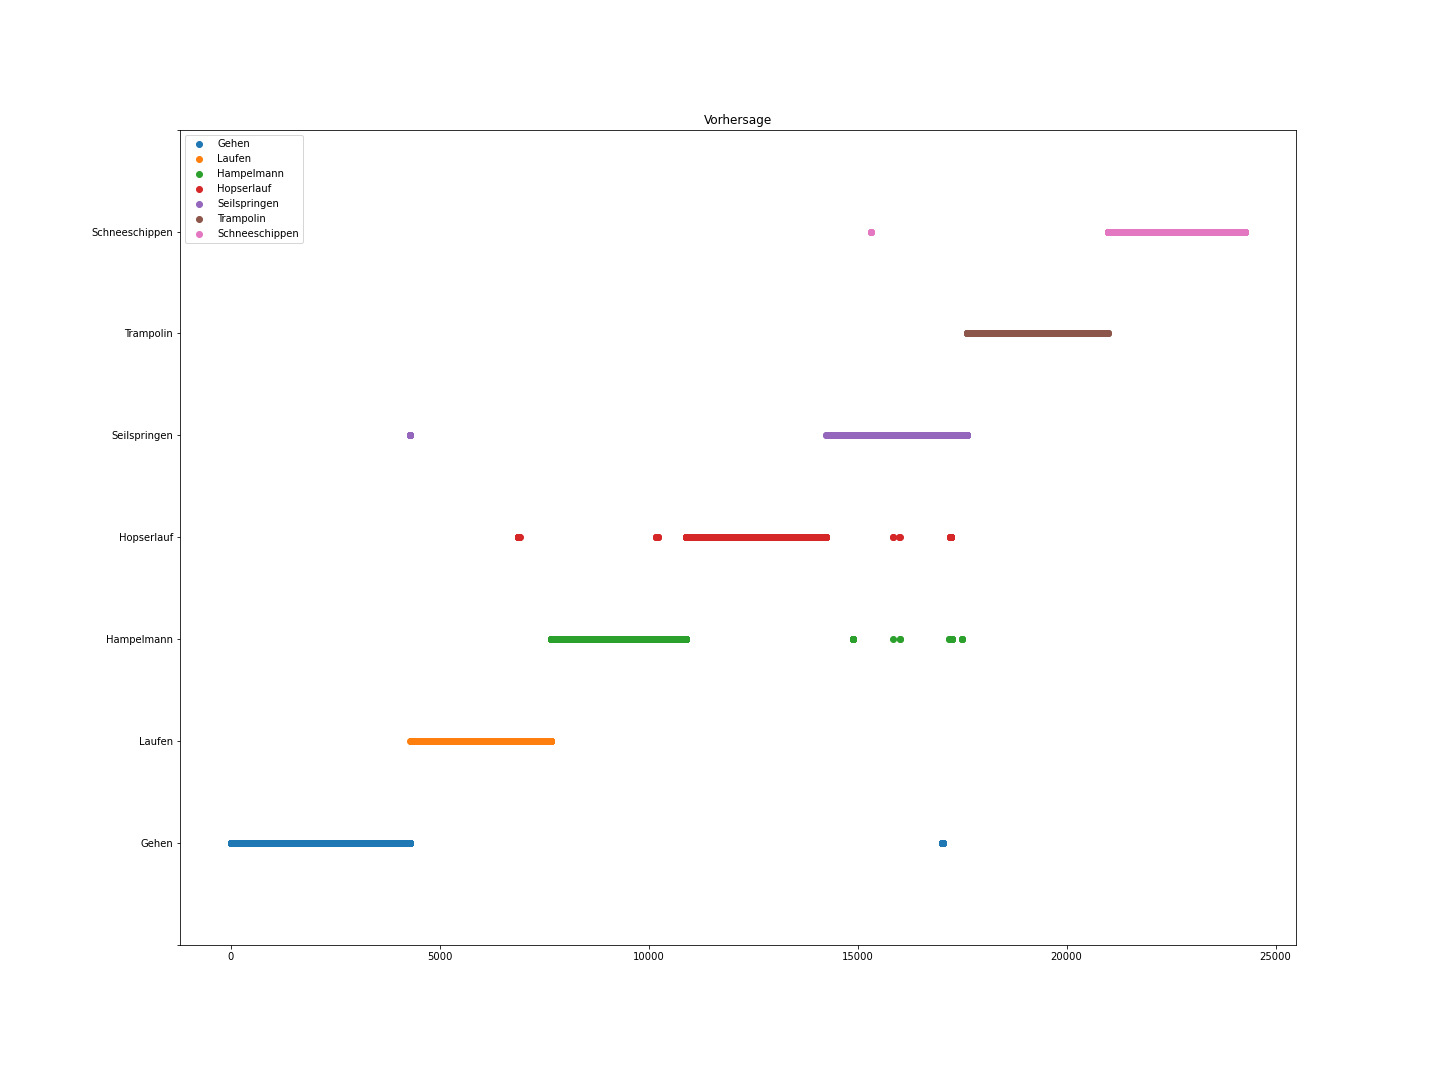 Vorhersage
Gehen
Laufen
Hampelmann
Hopserlauf
Seilspringen
Trampolin
Schneeschippen
Schneeschippen
Trampolin
Seilspringen
Hopserlauf
Hampelmann
Laufen
Gehen
0 5000 10000 15000 20000 25000